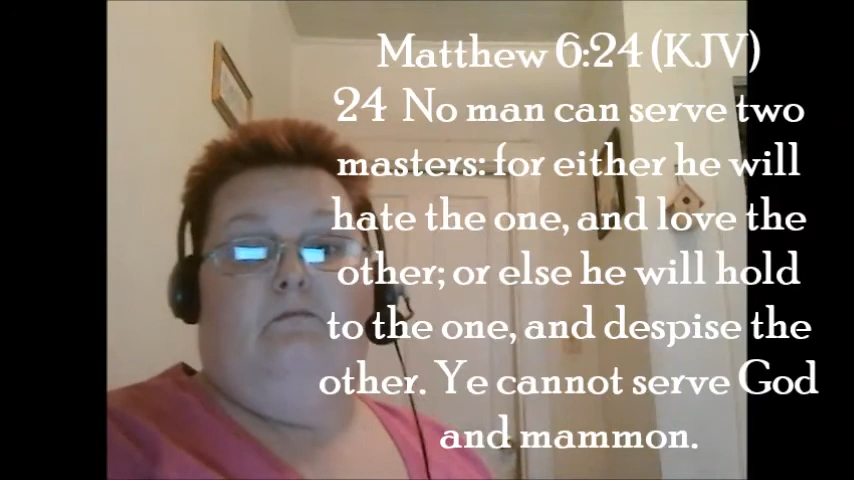 Matthew 6:24 (KJV)
24 No man can serve two
masters: for either he will
hate the one, and love the
other; or else he will hold
to the one, and despise the
other. Ye cannot serve God
and mammon.